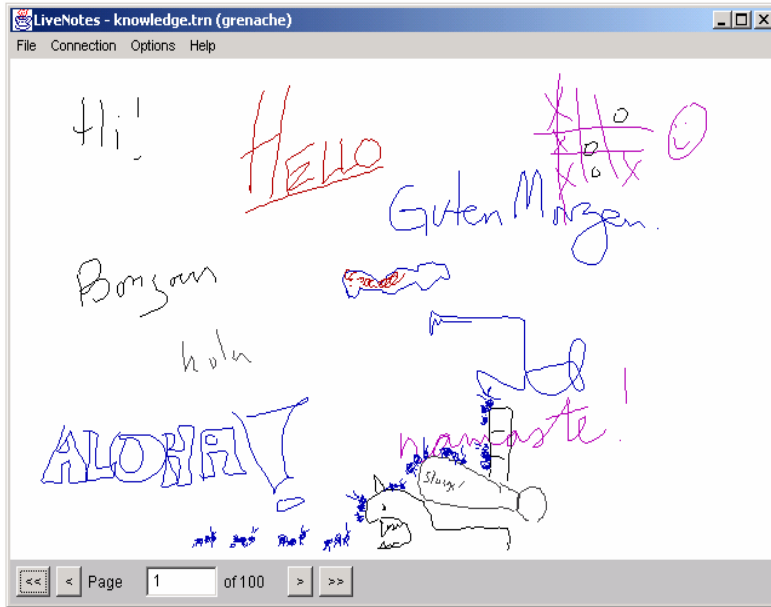 LiveNotes - knowledge.trn (grenache)
File Connection Options Help
Hi!
HELLO
X O
X O
X O X
Guten Morgen.
Bonjour
hola
namaste!
ALOHA!
<< < Page 1 of 100 > >>